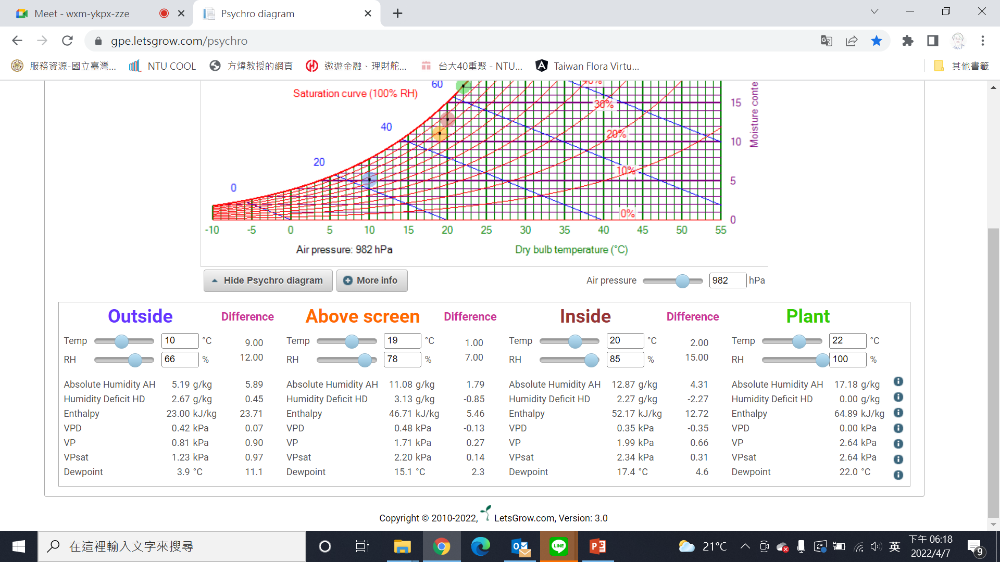 Meet - wxm-ykpx-zze
Psychro diagram
gpe.letsgrow.com/psychro
服務資源-國立臺灣...
NTU COOL
方煒教授的網頁
遨遊金融、理財舵...
台大40重聚 - NTU...
Taiwan Flora Virtu...
其他書籤
Saturation curve (100% RH)
60
40
20
0
40%
30%
20%
10%
0%
15
10
5
0
Moisture conte
-10 -5 0 5 10 15 20 25 30 35 40 45 50 55
Air pressure: 982 hPa
Dry bulb temperature (°C)
Hide Psychro diagram
More info
Air pressure 982 hPa
Outside Difference Above screen Difference Inside Difference Plant
Temp 10 °C 9.00 Temp 19 °C 1.00 Temp 20 °C 2.00 Temp 22 °C
RH 66 % 12.00 RH 78 % 7.00 RH 85 % 15.00 RH 100 %
Absolute Humidity AH 5.19 g/kg 5.89 Absolute Humidity AH 11.08 g/kg 1.79 Absolute Humidity AH 12.87 g/kg 4.31 Absolute Humidity AH 17.18 g/kg
Humidity Deficit HD 2.67 g/kg 0.45 Humidity Deficit HD 3.13 g/kg -0.85 Humidity Deficit HD 2.27 g/kg -2.27 Humidity Deficit HD 0.00 g/kg
Enthalpy 23.00 kJ/kg 23.71 Enthalpy 46.71 kJ/kg 5.46 Enthalpy 52.17 kJ/kg 12.72 Enthalpy 64.89 kJ/kg
VPD 0.42 kPa 0.07 VPD 0.48 kPa -0.13 VPD 0.35 kPa -0.35 VPD 0.00 kPa
VP 0.81 kPa 0.90 VP 1.71 kPa 0.27 VP 1.99 kPa 0.66 VP 2.64 kPa
VPsat 1.23 kPa 0.97 VPsat 2.20 kPa 0.14 VPsat 2.34 kPa 0.31 VPsat 2.64 kPa
Dewpoint 3.9 °C 11.1 Dewpoint 15.1 °C 2.3 Dewpoint 17.4 °C 4.6 Dewpoint 22.0 °C
Copyright © 2010-2022, LetsGrow.com, Version: 3.0
在這裡輸入文字來搜尋
LINE
21°C
英
下午 06:18
2022/4/7
9